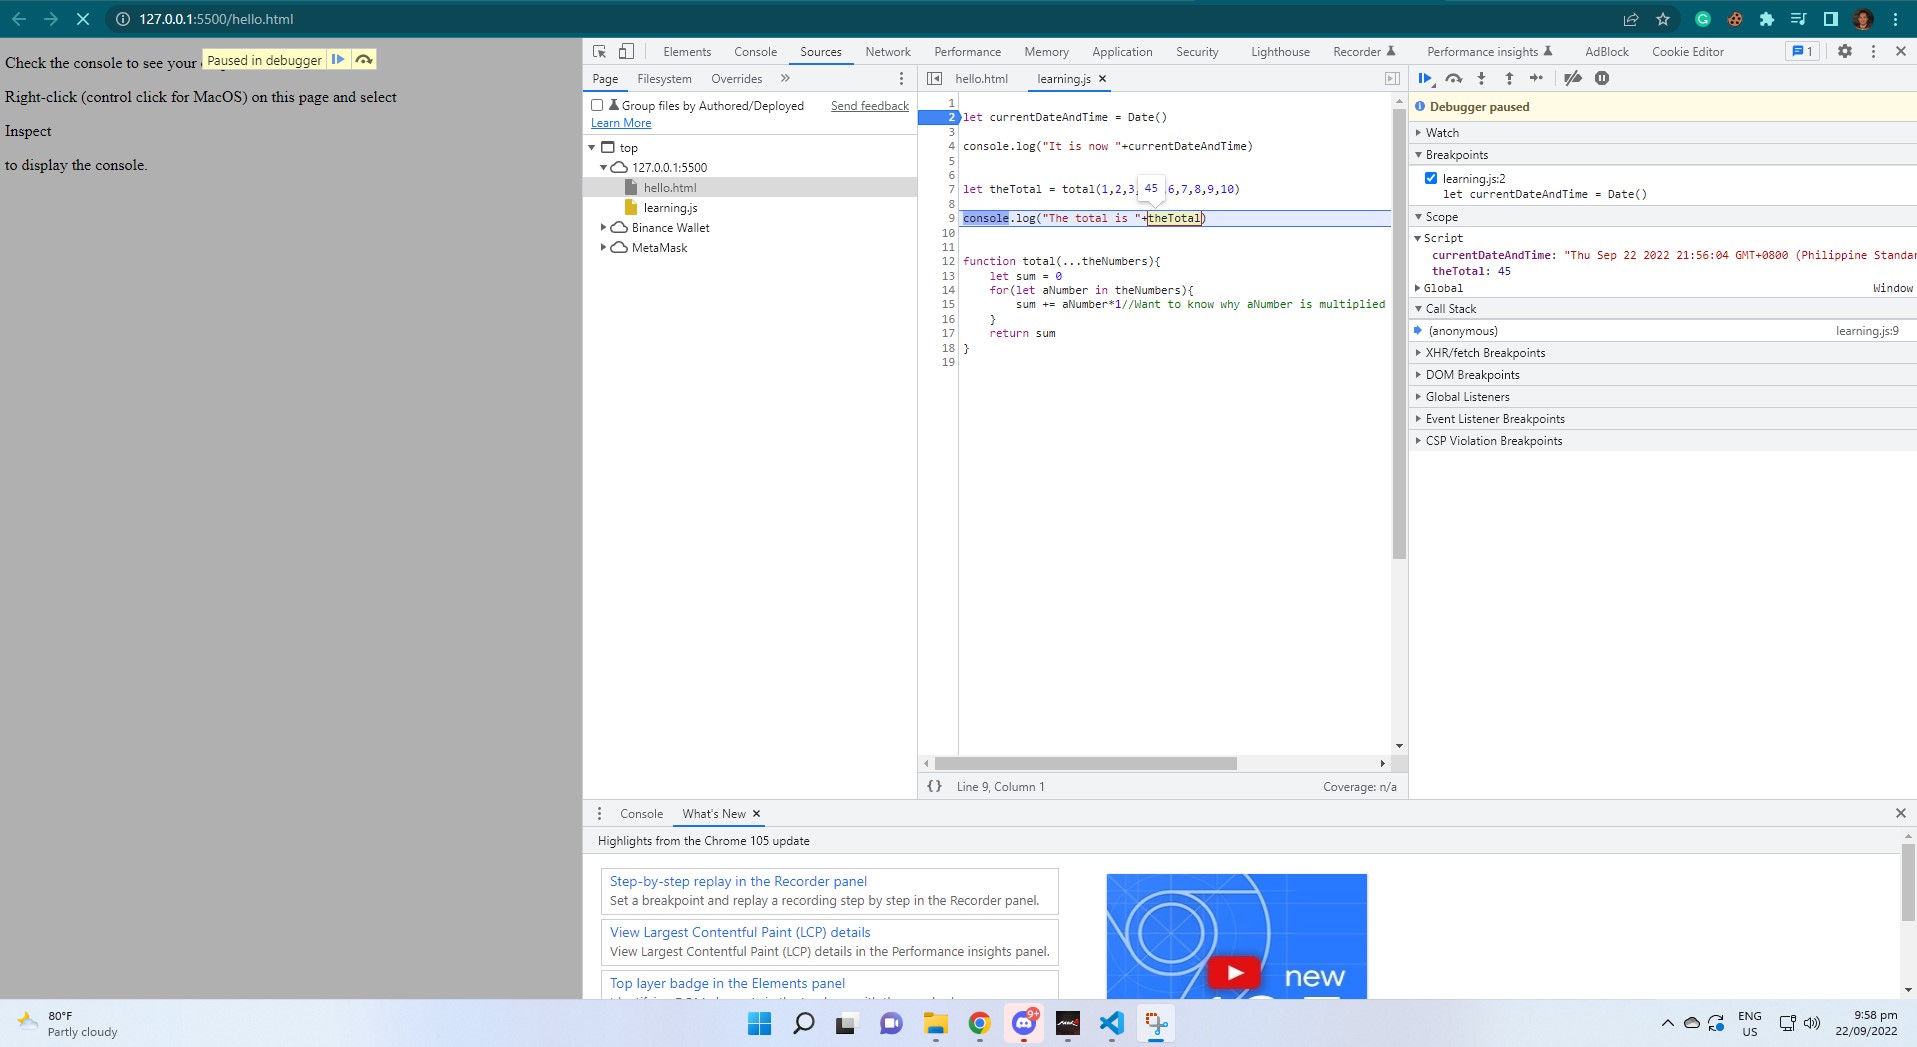 127.0.0.1:5500/hello.html
Check the console to see your
Paused in debugger
Right-click (control click for MacOS) on this page and select
Inspect
to display the console.
Elements Console Sources Network Performance Memory Application Security Lighthouse Recorder Performance insights AdBlock Cookie Editor 1
Page Filesystem Overrides »
Group files by Authored/Deployed Send feedback
Learn More
top
127.0.0.1:5500
hello.html
learning.js
Binance Wallet
MetaMask
hello.html learning.js ×
1
2 let currentDateAndTime = Date()
3
4 console.log("It is now "+currentDateAndTime)
5
6
7 let theTotal = total(1,2,3, 6,7,8,9,10)
45
8
9 console.log("The total is "+theTotal)
10
11
12 function total(...theNumbers){
13 let sum = 0
14 for(let aNumber in theNumbers){
15 sum += aNumber*1//Want to know why aNumber is multiplied
16 }
17 return sum
18 }
19
{} Line 9, Column 1 Coverage: n/a
Debugger paused
Watch
Breakpoints
learning.js:2
let currentDateAndTime = Date()
Scope
Script
currentDateAndTime: "Thu Sep 22 2022 21:56:04 GMT+0800 (Philippine Standar
theTotal: 45
Global Window
Call Stack
(anonymous) learning.js:9
XHR/fetch Breakpoints
DOM Breakpoints
Global Listeners
Event Listener Breakpoints
CSP Violation Breakpoints
Console What's New ×
Highlights from the Chrome 105 update
Step-by-step replay in the Recorder panel
Set a breakpoint and replay a recording step by step in the Recorder panel.
View Largest Contentful Paint (LCP) details
View Largest Contentful Paint (LCP) details in the Performance insights panel.
Top layer badge in the Elements panel
new
80°F
Partly cloudy
9+
ENG
US
9:58 pm
22/09/2022